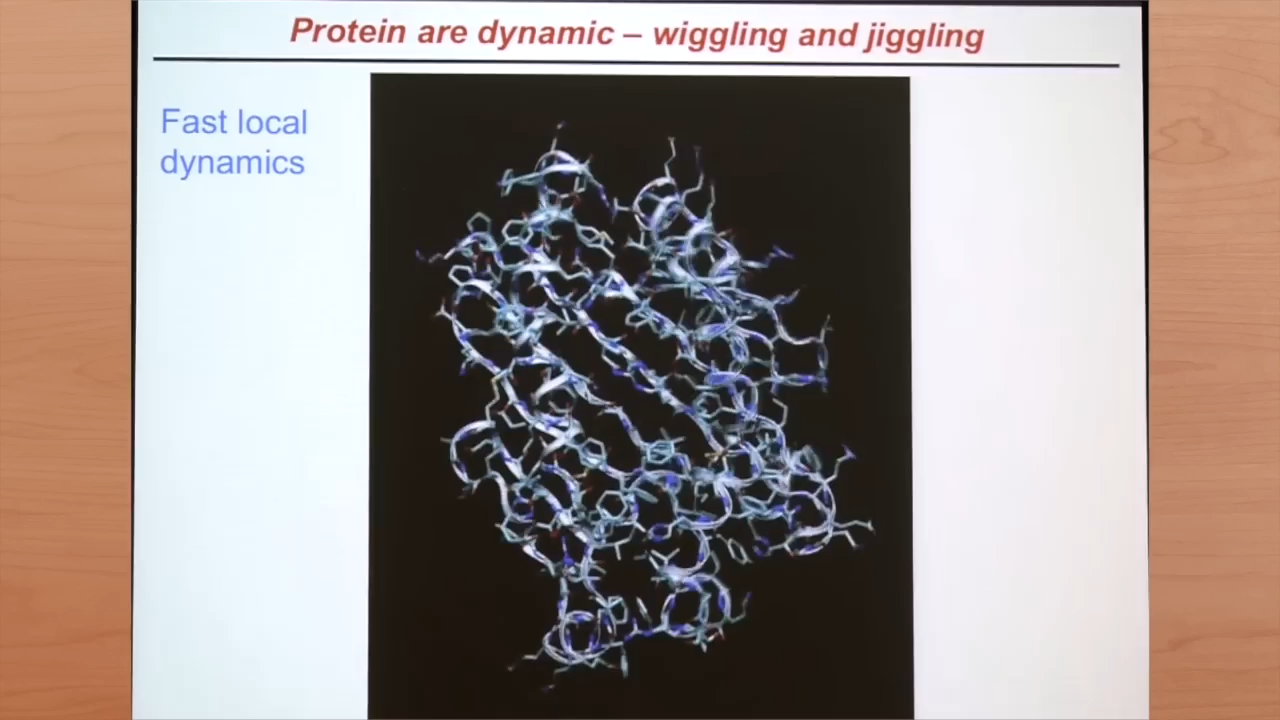 Protein are dynamic – wiggling and jiggling
Fast local
dynamics